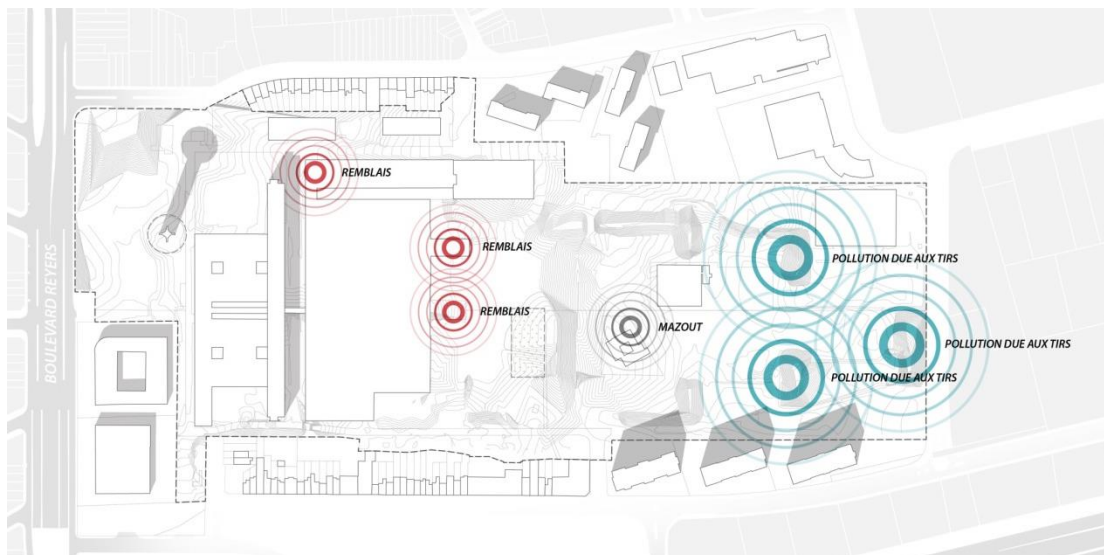 REMBLAIS
REMBLAIS
POLLUTION DUE AUX TIRS
BOULEVARD REYERS
REMBLAIS
MAZOUT
POLLUTION DUE AUX TIRS
POLLUTION DUE AUX TIRS